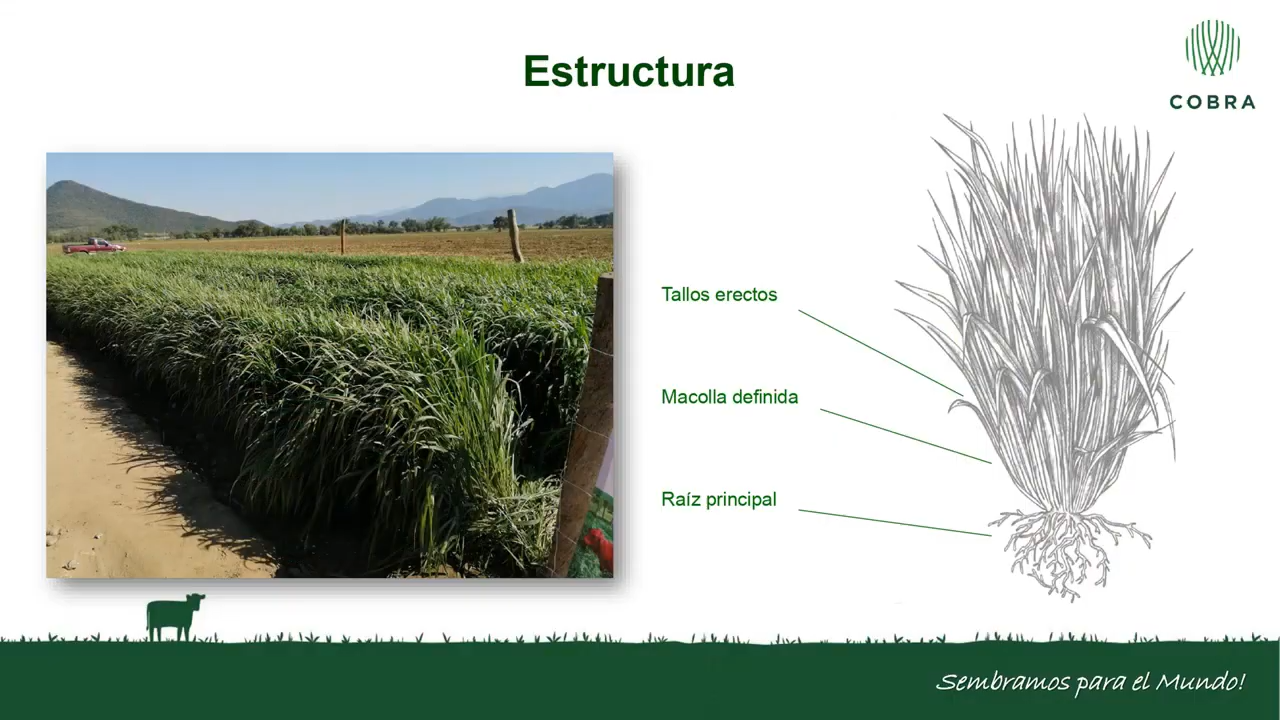 Estructura
COBRA
Tallos erectos
Macolla definida
Raíz principal
Sembramos para el Mundo!